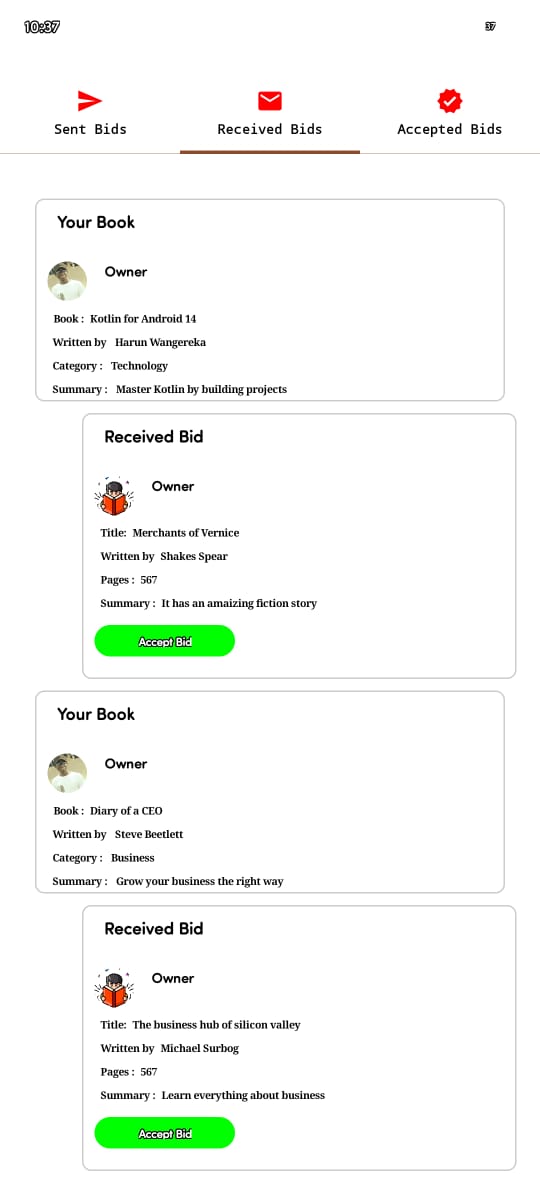 10:37
37
Sent Bids
Received Bids
Accepted Bids
Your Book
Owner
Book : Kotlin for Android 14
Written by Harun Wangereka
Category : Technology
Summary : Master Kotlin by building projects
Received Bid
Owner
Title: Merchants of Vernice
Written by Shakes Spear
Pages : 567
Summary : It has an amaizing fiction story
Accept Bid
Your Book
Owner
Book : Diary of a CEO
Written by Steve Beetlett
Category : Business
Summary : Grow your business the right way
Received Bid
Owner
Title: The business hub of silicon valley
Written by Michael Surbog
Pages : 567
Summary : Learn everything about business
Accept Bid